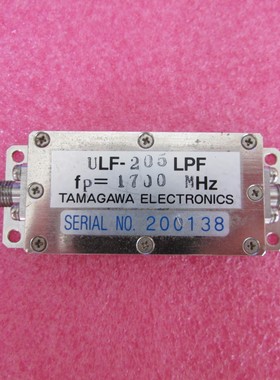 ULF-205 LPF
fp= 1700 MHz
TAMAGAWA ELECTRONICS
SERIAL NO. 200138